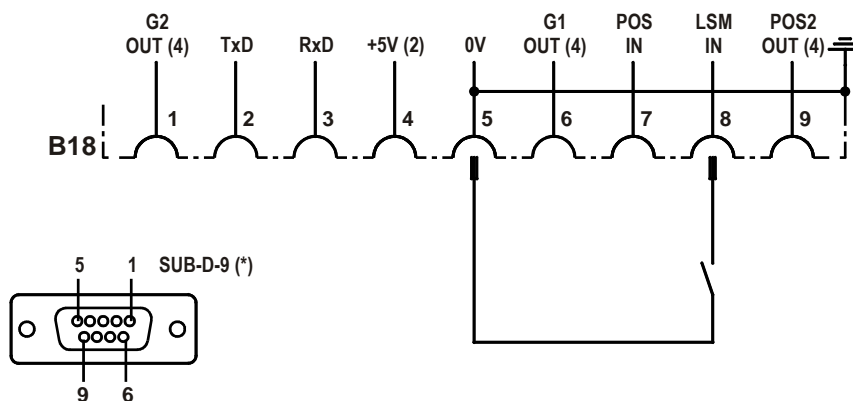 G2 OUT (4) TxD RxD +5V (2) 0V G1 OUT (4) POS IN LSM IN POS2 OUT (4)
1 2 3 4 5 6 7 8 9
B18
5 1 SUB-D-9 (*)
9 6